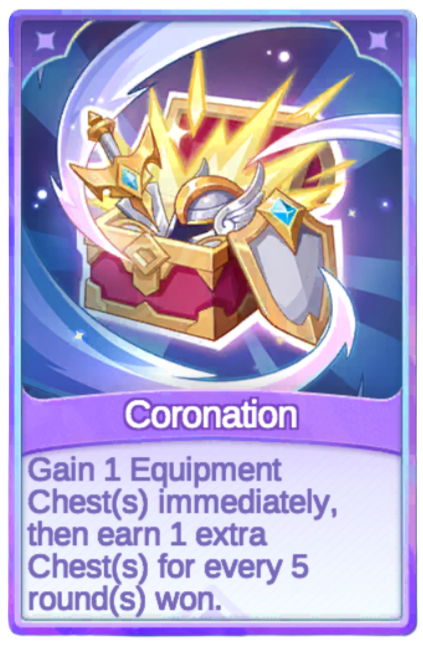 Coronation
Gain 1 Equipment
Chest(s) immediately,
then earn 1 extra
Chest(s) for every 5
round(s) won.